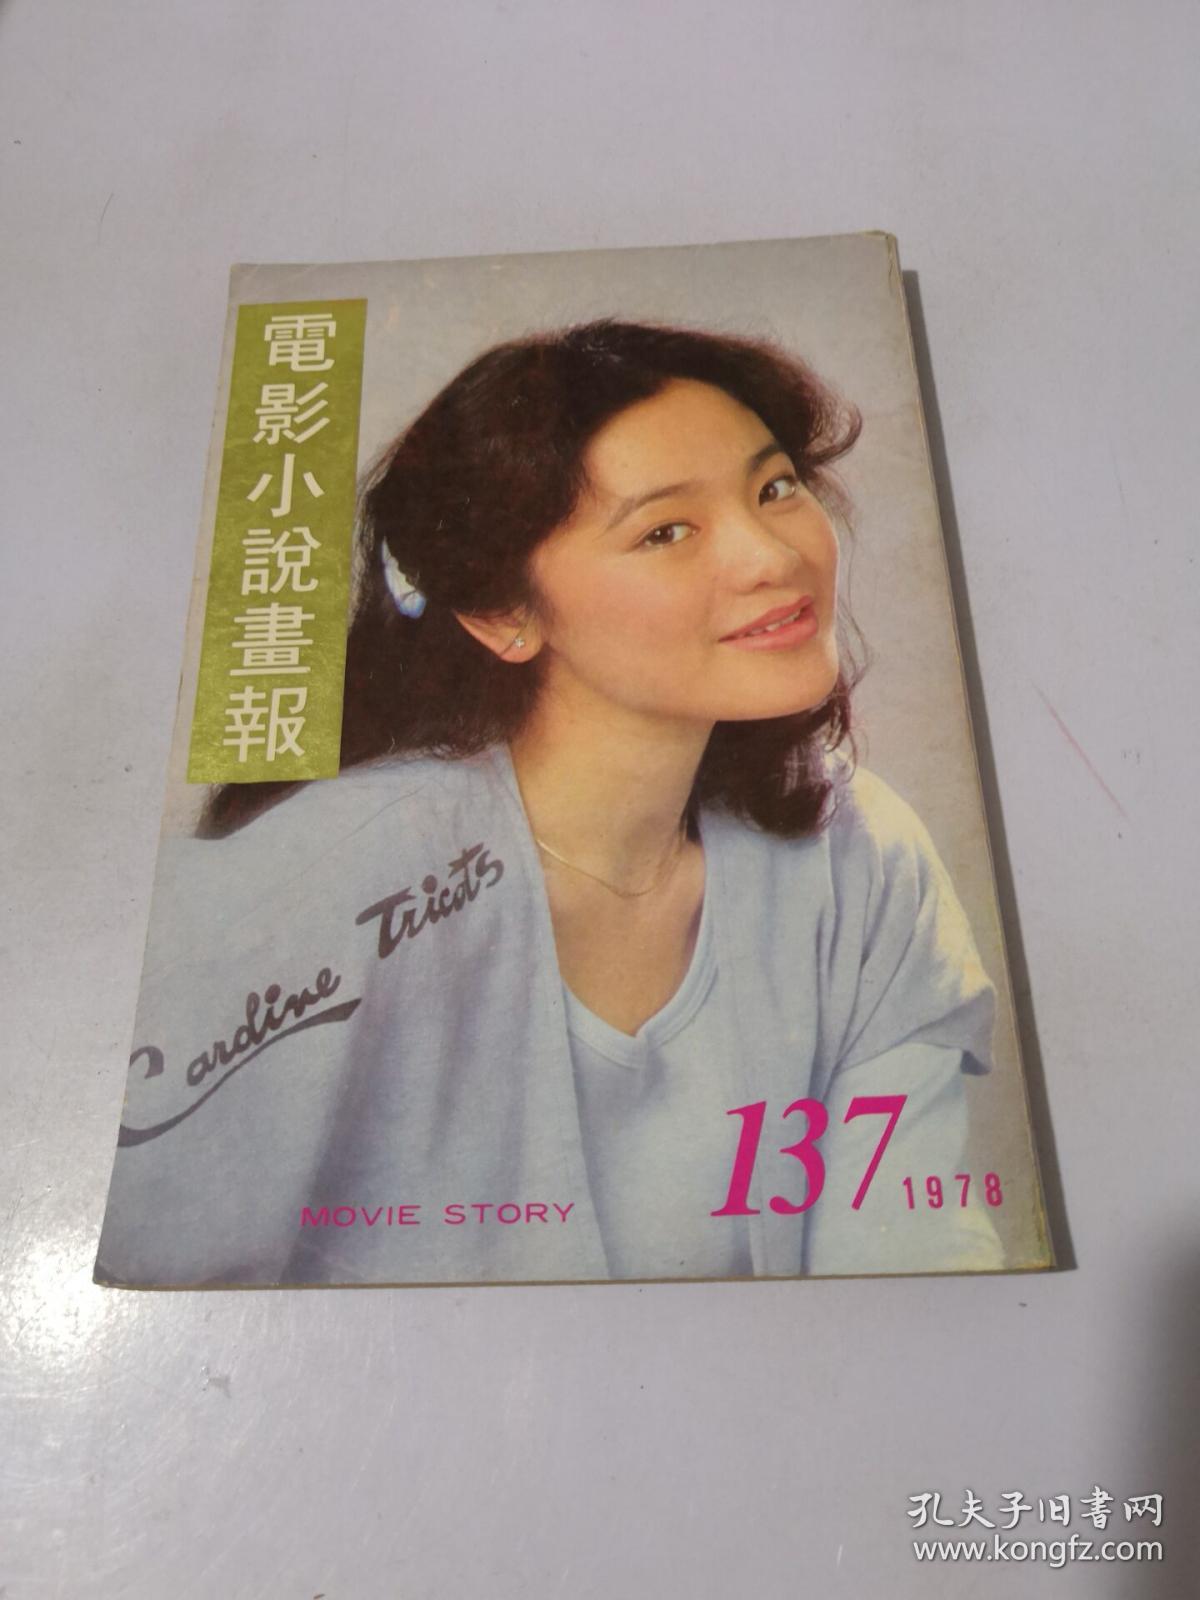 電影小說畫報
Cardine Tricots
137 1978
MOVIE STORY
孔夫子旧书网
www.kongfz.com